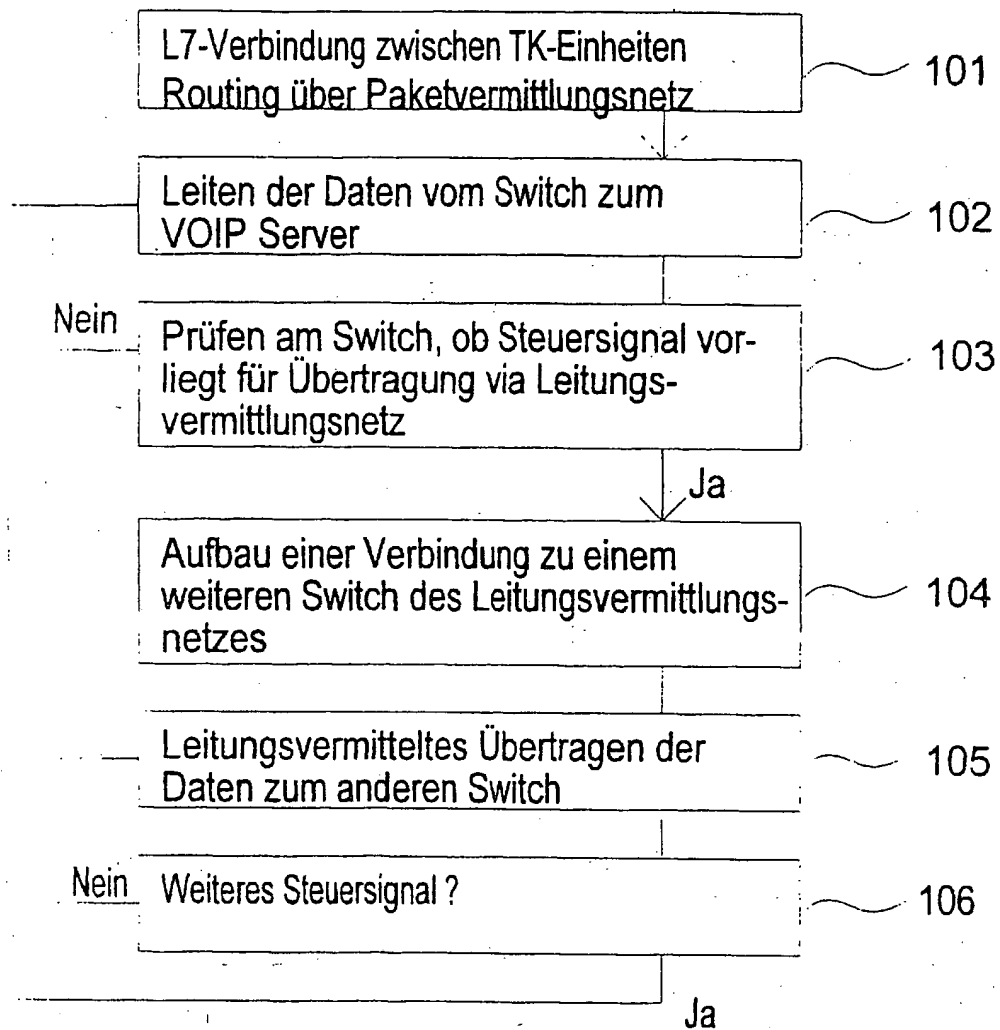 L7-Verbindung zwischen TK-Einheiten
Routing über Paketvermittlungsnetz
101
Leiten der Daten vom Switch zum
VOIP Server
102
Nein
Prüfen am Switch, ob Steuersignal vor-
liegt für Übertragung via Leitungs-
vermittlungsnetz
103
Ja
Aufbau einer Verbindung zu einem
weiteren Switch des Leitungsvermittlungs-
netzes
104
Leitungsvermitteltes Übertragen der
Daten zum anderen Switch
105
Nein
Weiteres Steuersignal ?
106
Ja